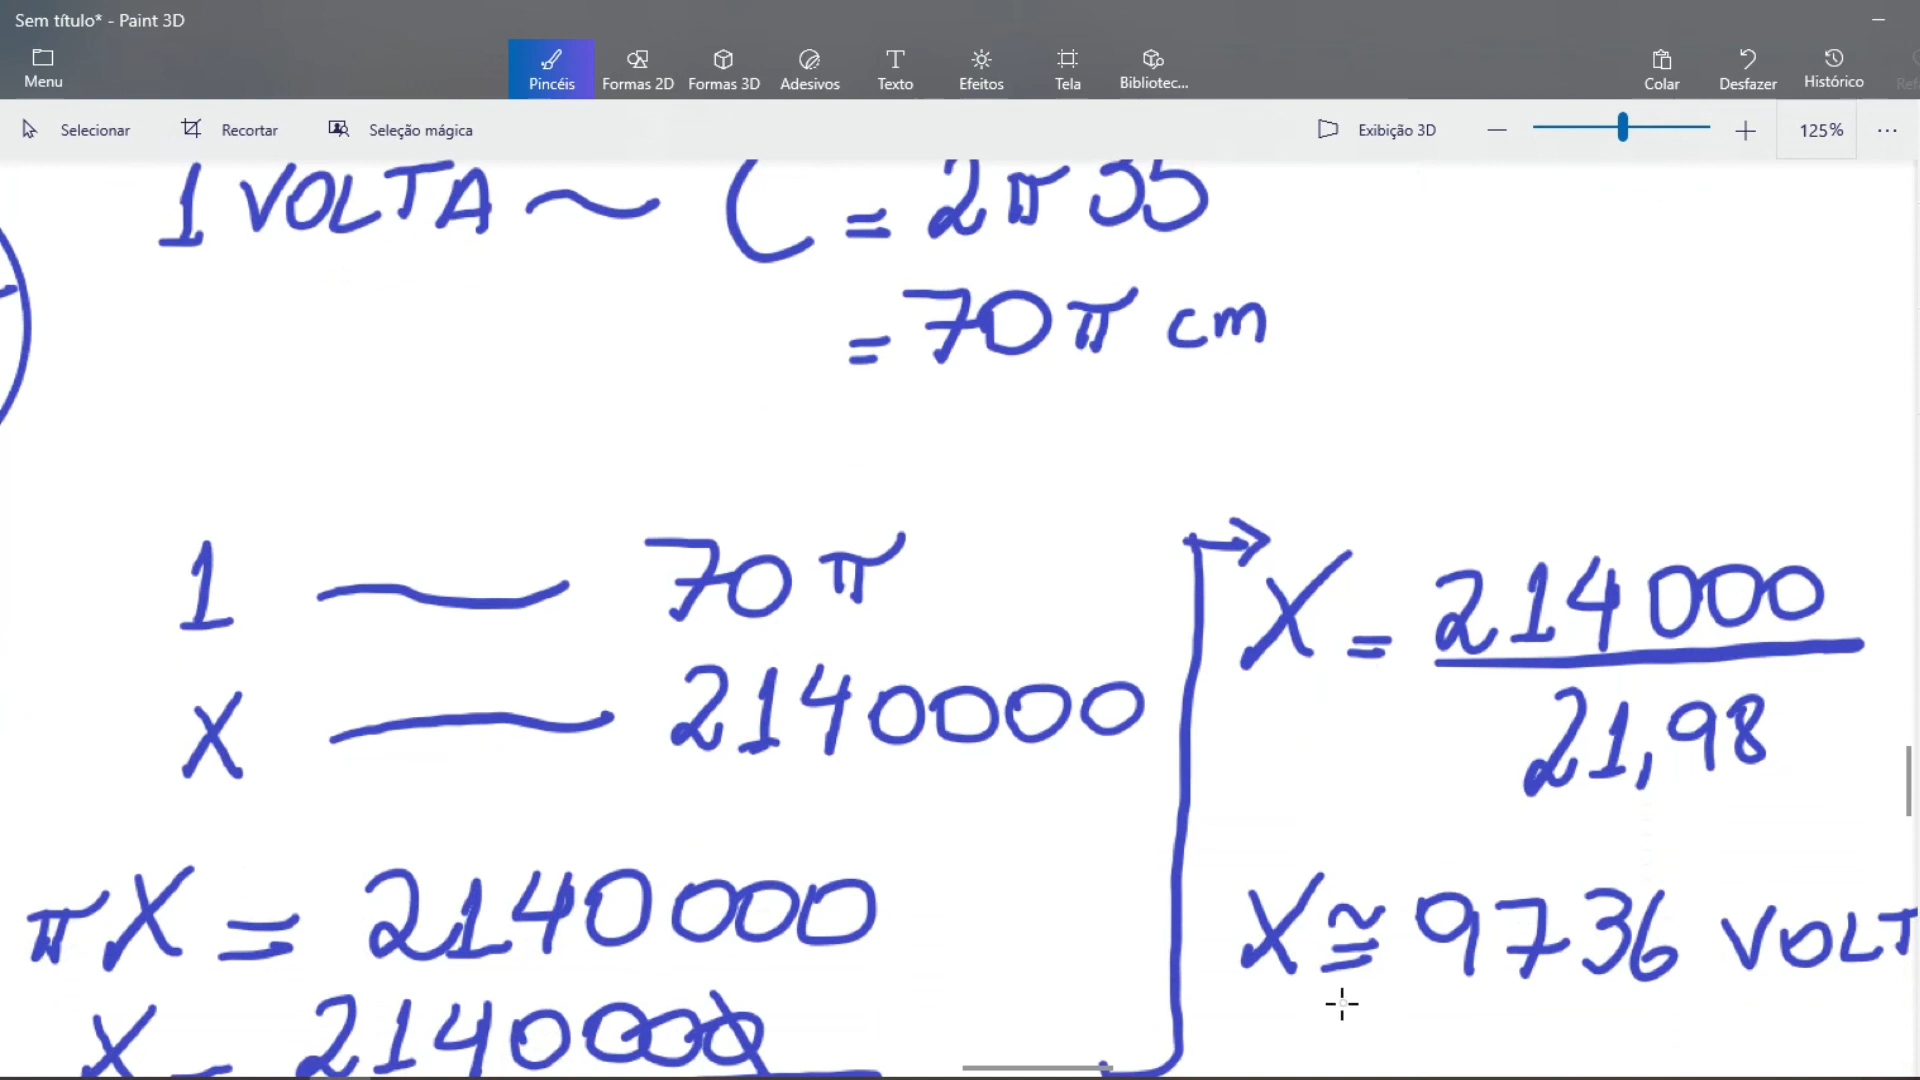 Sem título* - Paint 3D
Menu
Pincéis
Formas 2D
Formas 3D
Adesivos
Texto
Efeitos
Tela
Bibliotec...
Colar
Desfazer
Histórico
Selecionar
Recortar
Seleção mágica
Exibição 3D
125%
1 VOLTA ~ C = 2π35
= 70π cm
1 — 70π
X — 2140000
πX = 2140000
X = 2140000
X = 214000
21,98
X ≅ 9736 VOLT